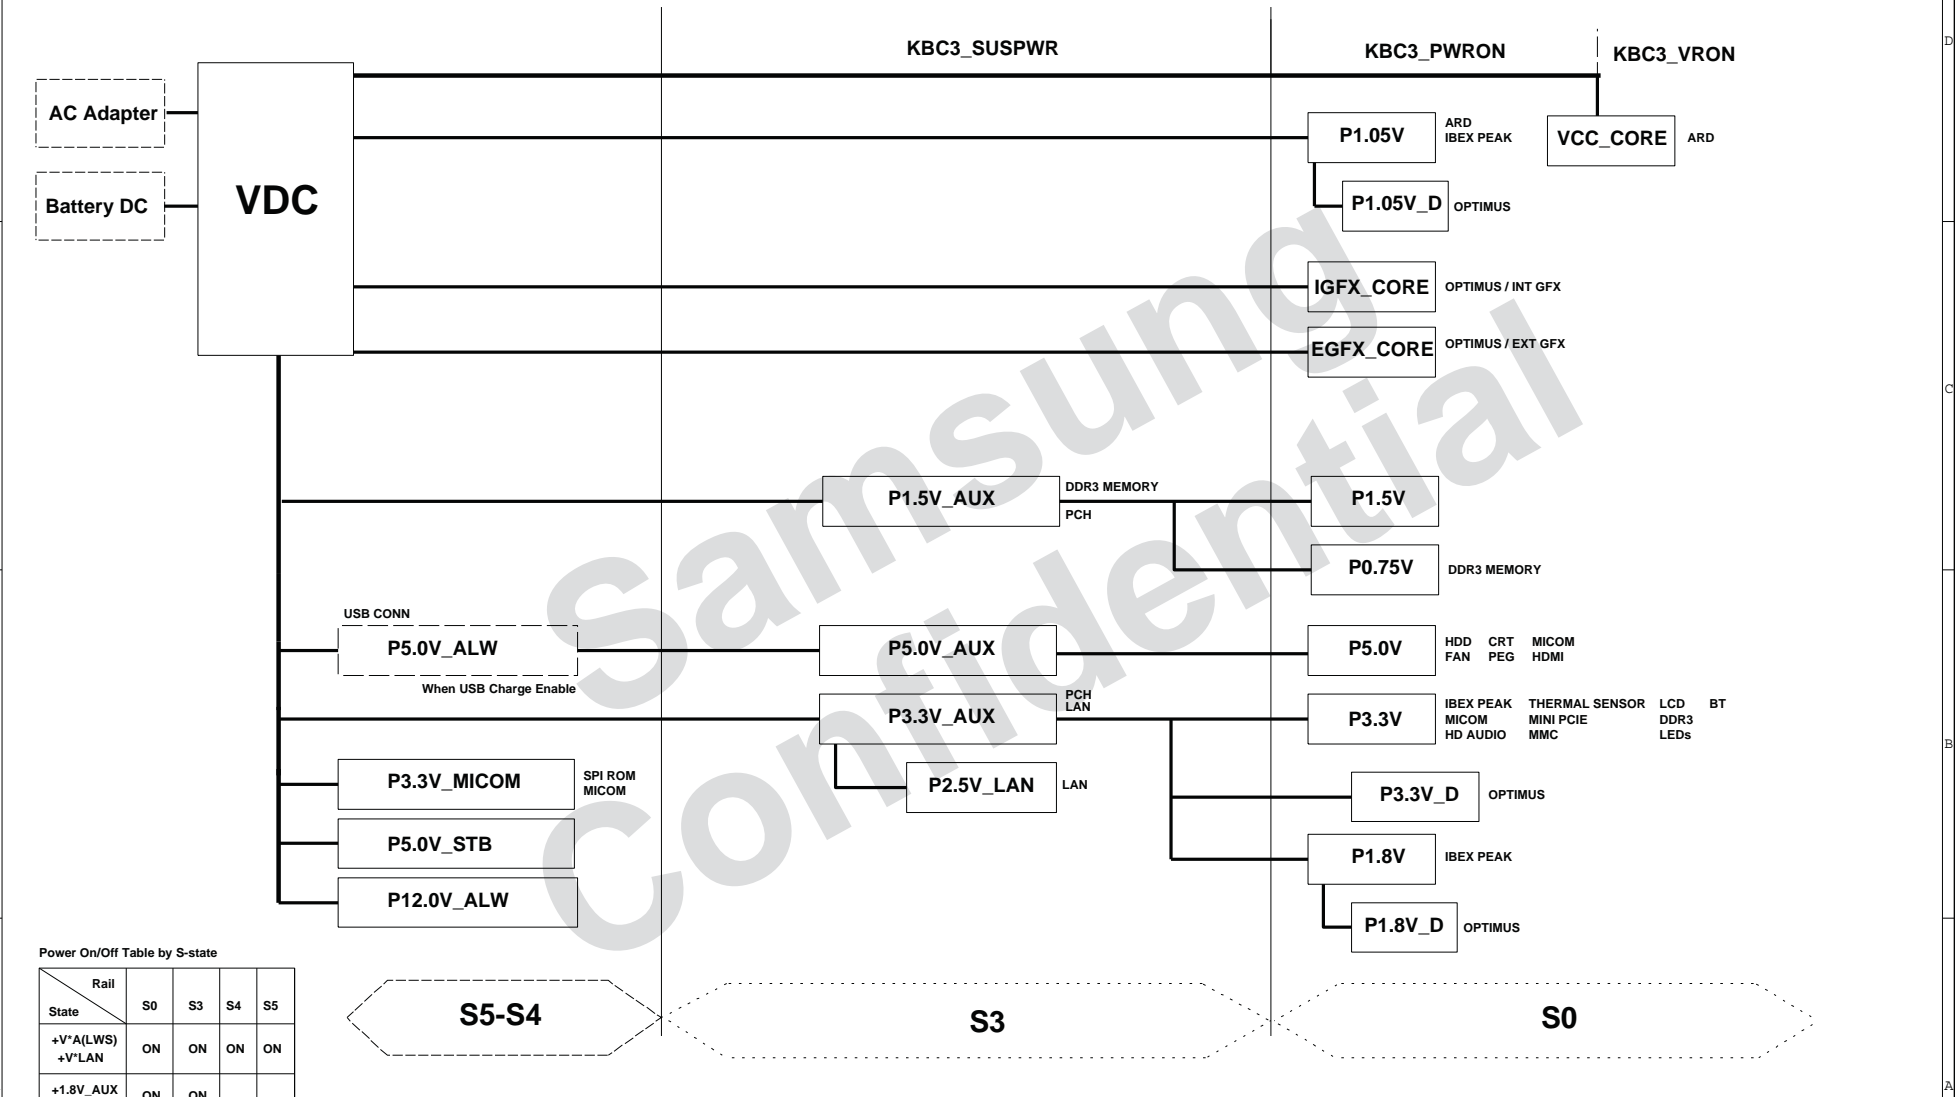 KBC3_SUSPWR
KBC3_PWRON
KBC3_VRON
D
AC Adapter
Battery DC
VDC
P1.05V
ARD
IBEX PEAK
VCC_CORE
ARD
P1.05V_D
OPTIMUS
IGFX_CORE
OPTIMUS / INT GFX
EGFX_CORE
OPTIMUS / EXT GFX
C
Samsung
Confidential
P1.5V_AUX
DDR3 MEMORY
PCH
P1.5V
P0.75V
DDR3 MEMORY
USB CONN
P5.0V_ALW
When USB Charge Enable
P5.0V_AUX
P5.0V
HDD CRT MICOM
FAN PEG HDMI
P3.3V_AUX
PCH
LAN
P3.3V
IBEX PEAK THERMAL SENSOR LCD BT
MICOM MINI PCIE DDR3
HD AUDIO MMC LEDs
B
P3.3V_MICOM
SPI ROM
MICOM
P2.5V_LAN
LAN
P3.3V_D
OPTIMUS
P5.0V_STB
P1.8V
IBEX PEAK
P12.0V_ALW
P1.8V_D
OPTIMUS
Power On/Off Table by S-state
Rail
State
S0 S3 S4 S5
+V*A(LWS)
+V*LAN
ON ON ON ON
+1.8V_AUX
ON ON
S5-S4
S3
S0
A